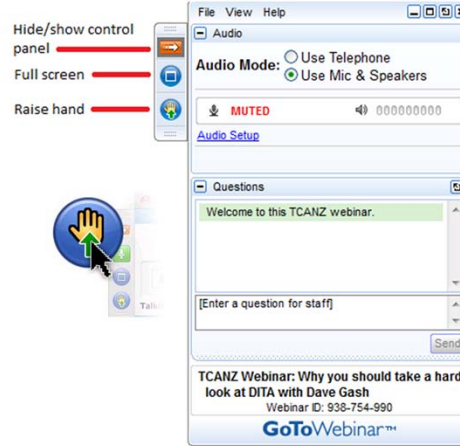 Hide/show control
panel
Full screen
Raise hand
File View Help
Audio
Audio Mode:
Use Telephone
Use Mic & Speakers
MUTED
000000000
Audio Setup
Questions
Welcome to this TCANZ webinar.
[Enter a question for staff]
Send
TCANZ Webinar: Why you should take a hard
look at DITA with Dave Gash
Webinar ID: 938-754-990
GoToWebinar™